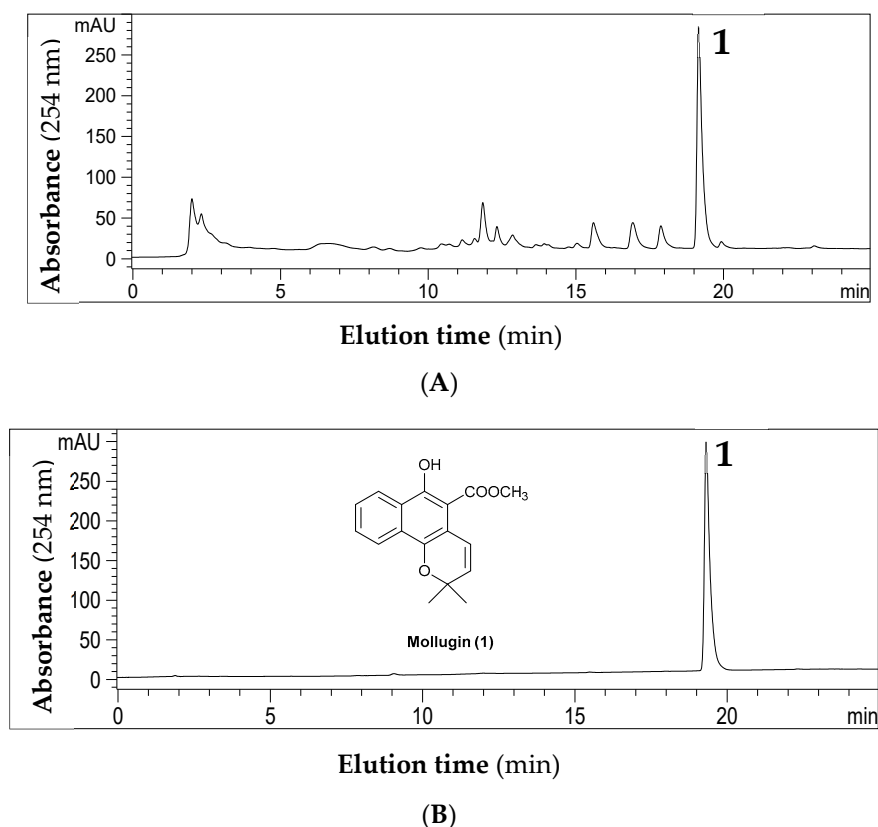 mAU
1
250
200
150
100
50
0
Absorbance (254 nm)
0 5 10 15 20 min
Elution time (min)
(A)
mAU
1
250
200
150
100
50
0
Absorbance (254 nm)
OH
COOCH3
O
Mollugin (1)
0 5 10 15 20 min
Elution time (min)
(B)